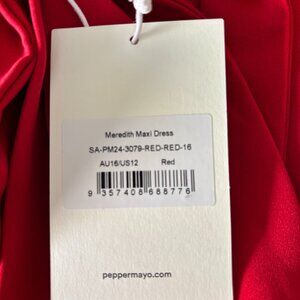 Meredith Maxi Dress
SA-PM24-3079-RED-RED-16
AU16/US12 Red
9 357408 688776
peppermayo.com